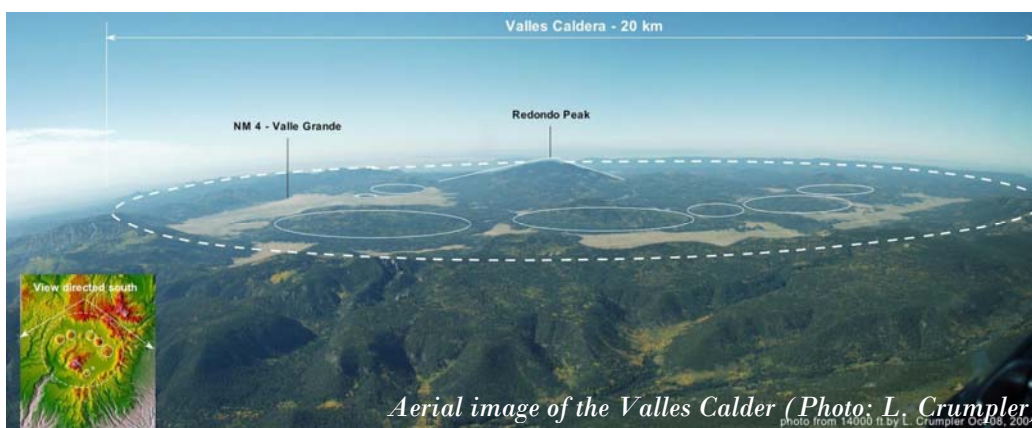 Valles Caldera - 20 km
NM 4 - Valle Grande
Redondo Peak
View directed south
Aerial image of the Valles Calder (Photo: L. Crumpler
photo from 14000 ft by L. Crumpler Oct 08, 200